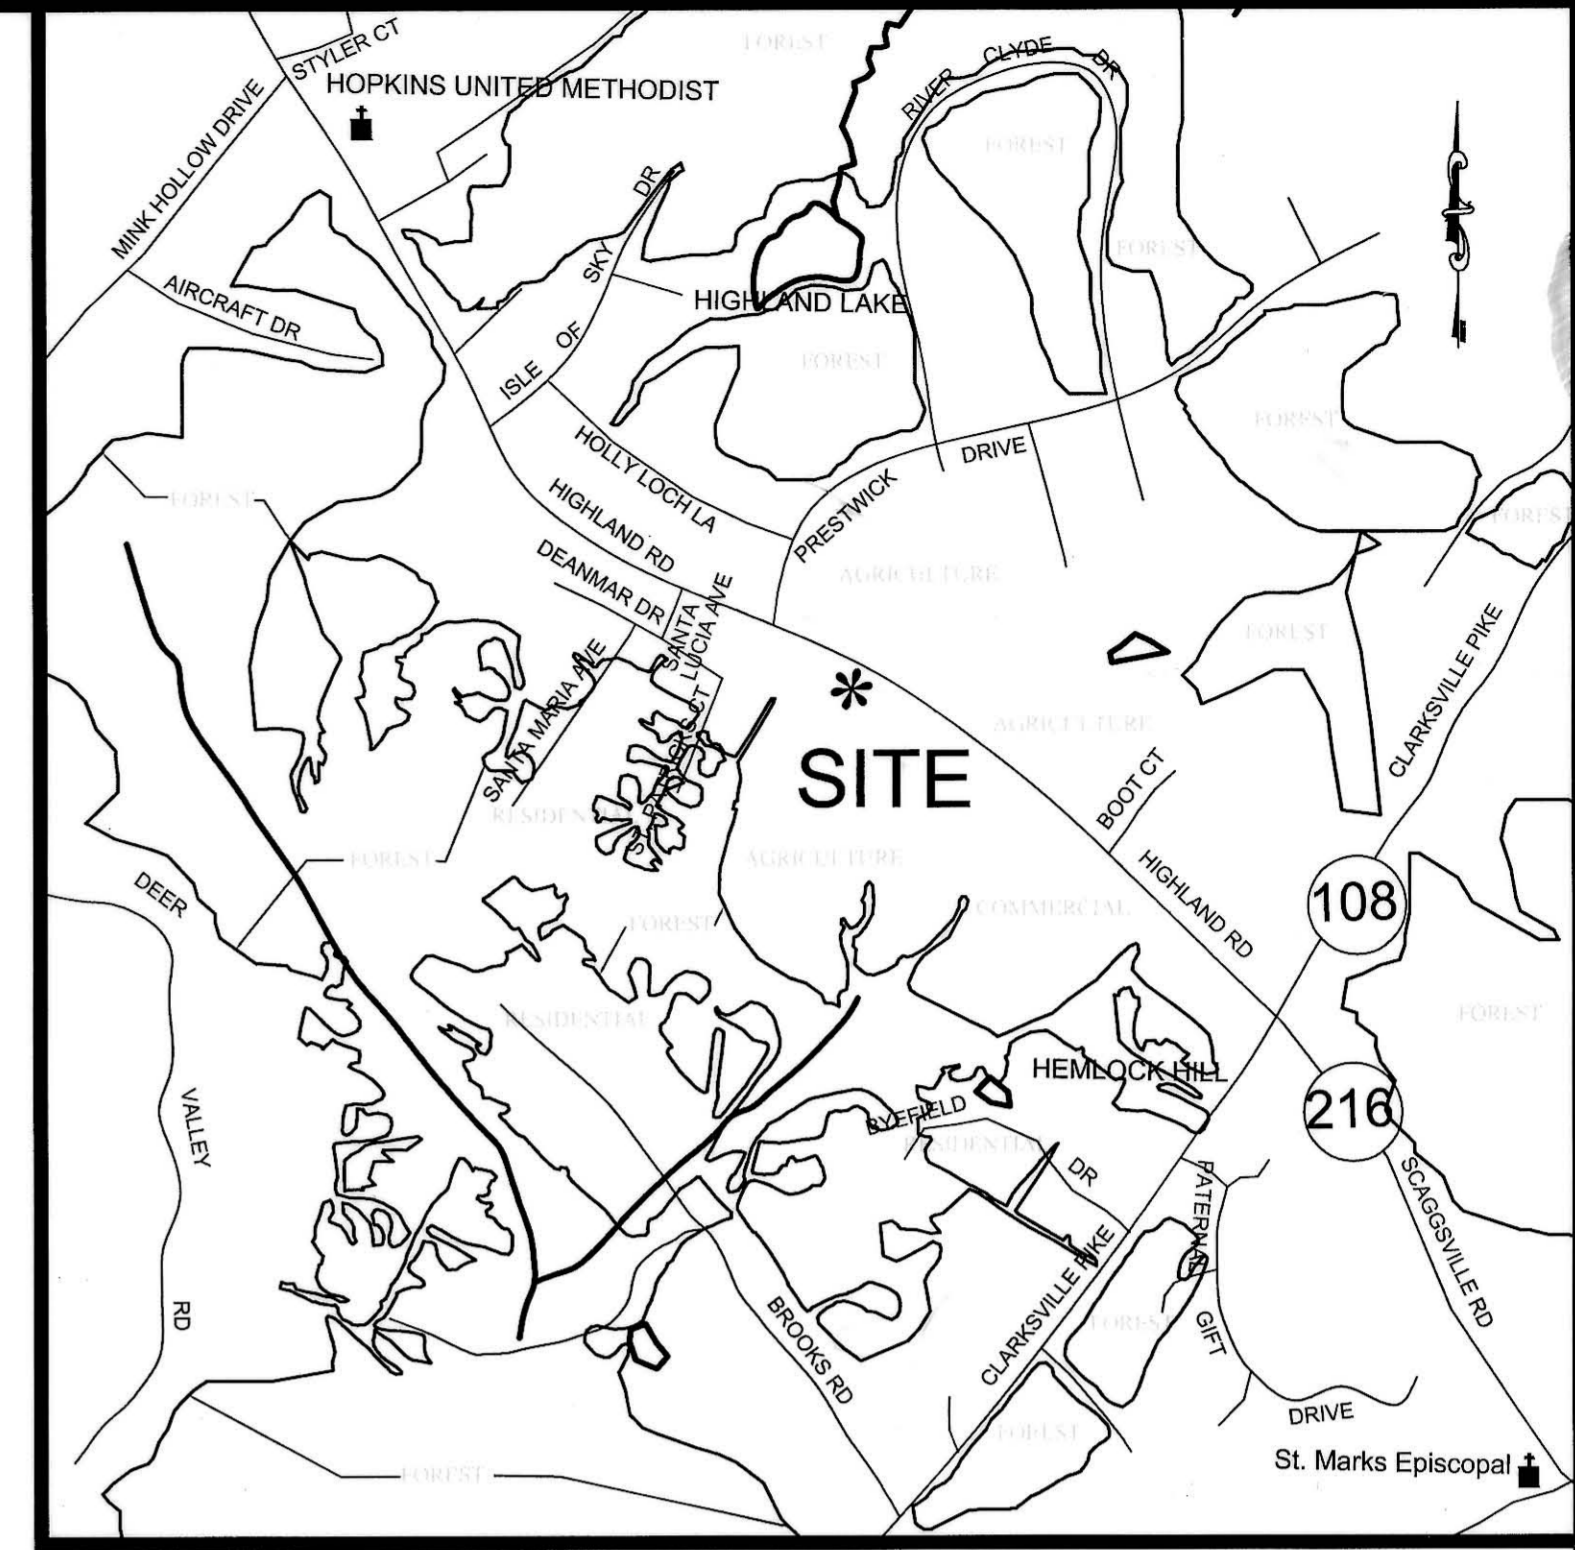 STYLER CT
FOREST
RIVER CLYDE DR
HOPKINS UNITED METHODIST
MINK HOLLOW DRIVE
FOREST
ISLE OF SKY DR
FOREST
AIRCRAFT DR
HIGHLAND LAKE
FOREST
FOREST
HOLLY LOCH LA
PRESTWICK DRIVE
FOREST
HIGHLAND RD
FOREST
DEANMAR DR
AGRICULTURE
SANTA
LUCIA AVE
FOREST
SANTA MARIA AVE
CLARKSVILLE PIKE
*
SITE
AGRICULTURE
BOOT CT
RESIDENTIAL
FOREST
AGRICULTURE
HIGHLAND RD
108
DEER
FOREST
COMMERCIAL
RESIDENTIAL
FOREST
HEMLOCK HILL
216
BYEFIELD DR
RESIDENTIAL
VALLEY
PATERNAL
SCAGGSVILLE RD
CLARKSVILLE PIKE
RD
BROOKS RD
FOREST
GIFT
DRIVE
FOREST
FOREST
St. Marks Episcopal